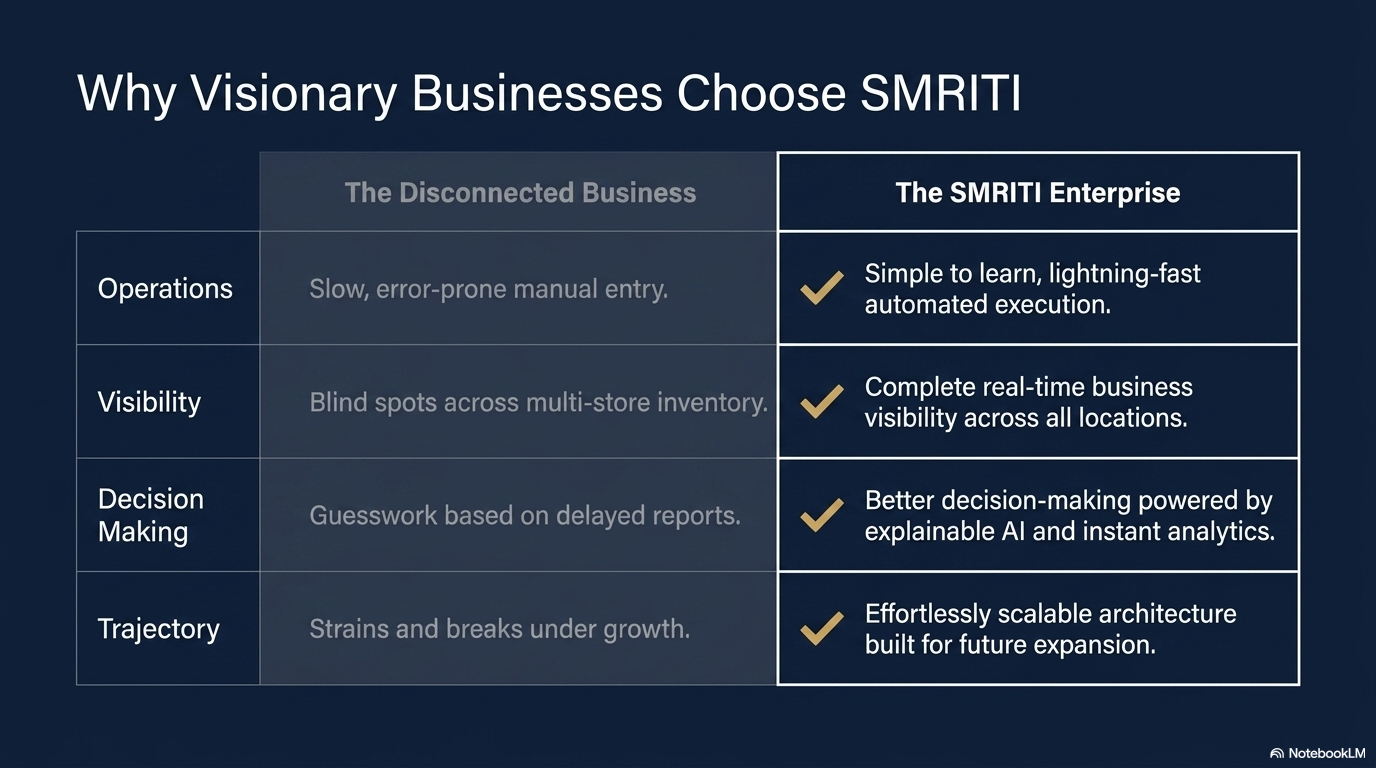 Why Visionary Businesses Choose SMRITI
The Disconnected Business
The SMRITI Enterprise
Operations
Slow, error-prone manual entry.
Simple to learn, lightning-fast
automated execution.
Visibility
Blind spots across multi-store inventory.
Complete real-time business
visibility across all locations.
Decision
Making
Guesswork based on delayed reports.
Better decision-making powered by
explainable AI and instant analytics.
Trajectory
Strains and breaks under growth.
Effortlessly scalable architecture
built for future expansion.
NotebookLM